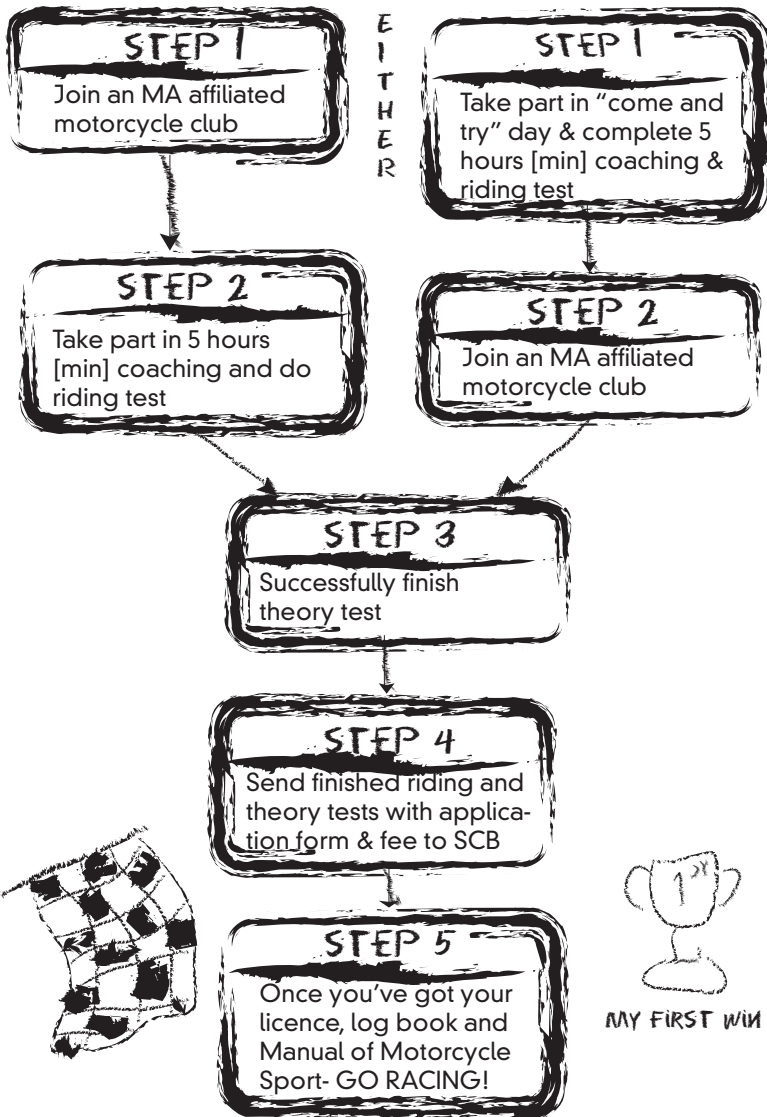 STEP 1
Join an MA affiliated
motorcycle club
EITHER
STEP 1
Take part in “come and
try” day & complete 5
hours [min] coaching &
riding test
STEP 2
Take part in 5 hours
[min] coaching and do
riding test
STEP 2
Join an MA affiliated
motorcycle club
STEP 3
Successfully finish
theory test
STEP 4
Send finished riding and
theory tests with applica-
tion form & fee to SCB
STEP 5
Once you’ve got your
licence, log book and
Manual of Motorcycle
Sport- GO RACING!
1st
MY FIRST WIN